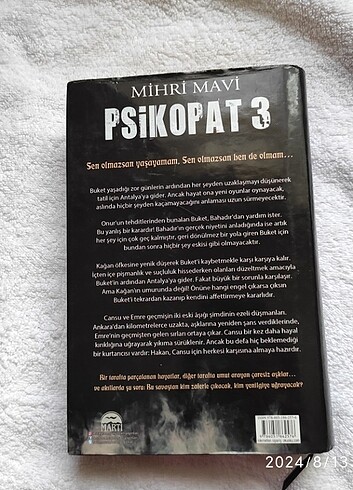 MİHRİ MAVİ
PSİKOPAT 3
Sen olmazsan yaşayamam. Sen olmazsan ben de olmam...
Buket yaşadığı zor günlerin ardından her şeyden uzaklaşmayı düşünerek
tatil için Antalya'ya gider. Ancak hayat ona yeni oyunlar oynayacak,
aslında hiçbir şeyden kaçamayacağını anlaması uzun sürmeyecektir.
Onur'un tehditlerinden bunalan Buket, Bahadır'dan yardım ister.
Bu yanlış bir karardır! Bahadır'ın gerçek niyetini anladığında ise artık
her şey için çok geç kalmıştır, geri dönülmez bir yola giren Buket için
bundan sonra hiçbir şey eskisi gibi olmayacaktır.
Kağan öfkesine yenik düşerek Buket'i kaybetmekle karşı karşıya kalır.
İçten içe pişmanlık ve suçluluk hissederken olanları düzeltmek amacıyla
Buket'in ardından Antalya'ya gider. Fakat büyük bir sorunla karşılaşır.
Ama Kağan'ın umurunda değil! Önüne hangi engel çıkarsa çıksın
Buket'i tekrardan kazanıp kendini affettirmeye kararlıdır.
Cansu ve Emre geçmişin iki eski âşığı şimdinin ezeli düşmanları.
Ankara'dan kilometrelerce uzakta, aşklarına yeniden şans verdiklerinde,
Emre'nin geçmişten gelen sırları ortaya çıkar. Cansu bir kez daha hayal
kırıklığına uğrayarak yıkıma sürüklenir. Ancak bu defa hiç beklemediği
bir kurtarıcısı vardır: Hakan, Cansu için herkesi karşısına almaya hazırdır.
Bir tarafta parçalanan hayatlar, diğer tarafta umut arayan çaresiz aşklar...
ve akıllarda şu soru: Bu savaştan kim zaferle çıkacak, kim yenilgiye uğrayacak?
MARTI
2024/8/13